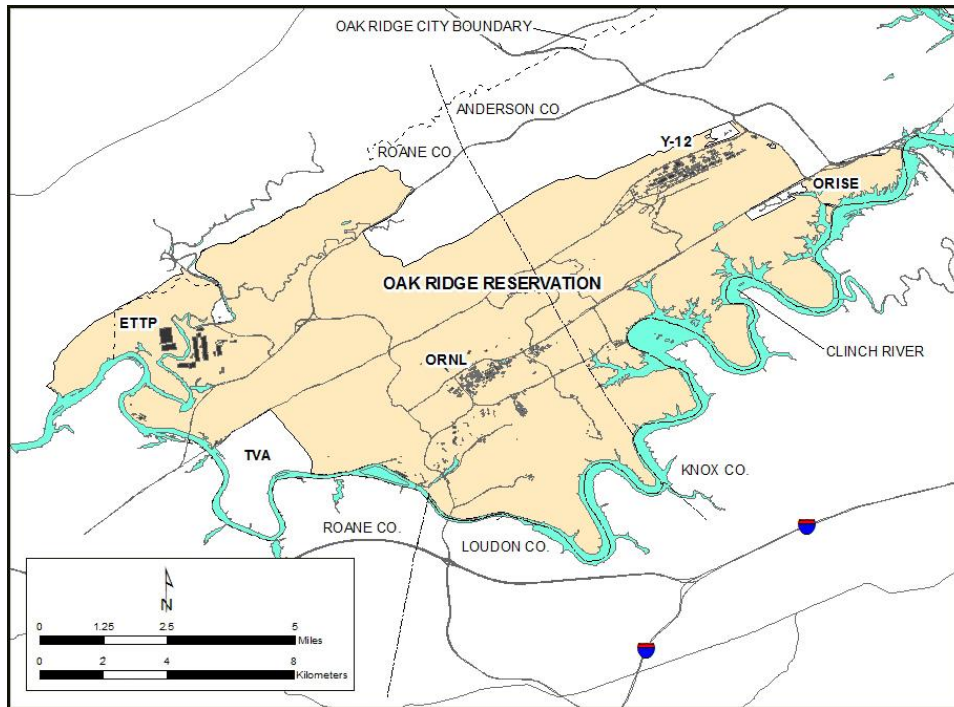 OAK RIDGE CITY BOUNDARY
ANDERSON CO
ROANE CO
Y-12
ORISE
OAK RIDGE RESERVATION
ETTP
ORNL
CLINCH RIVER
TVA
KNOX CO.
ROANE CO.
LOUDON CO.
N
0 1.25 2.5 5
Miles
0 2 4 8
Kilometers